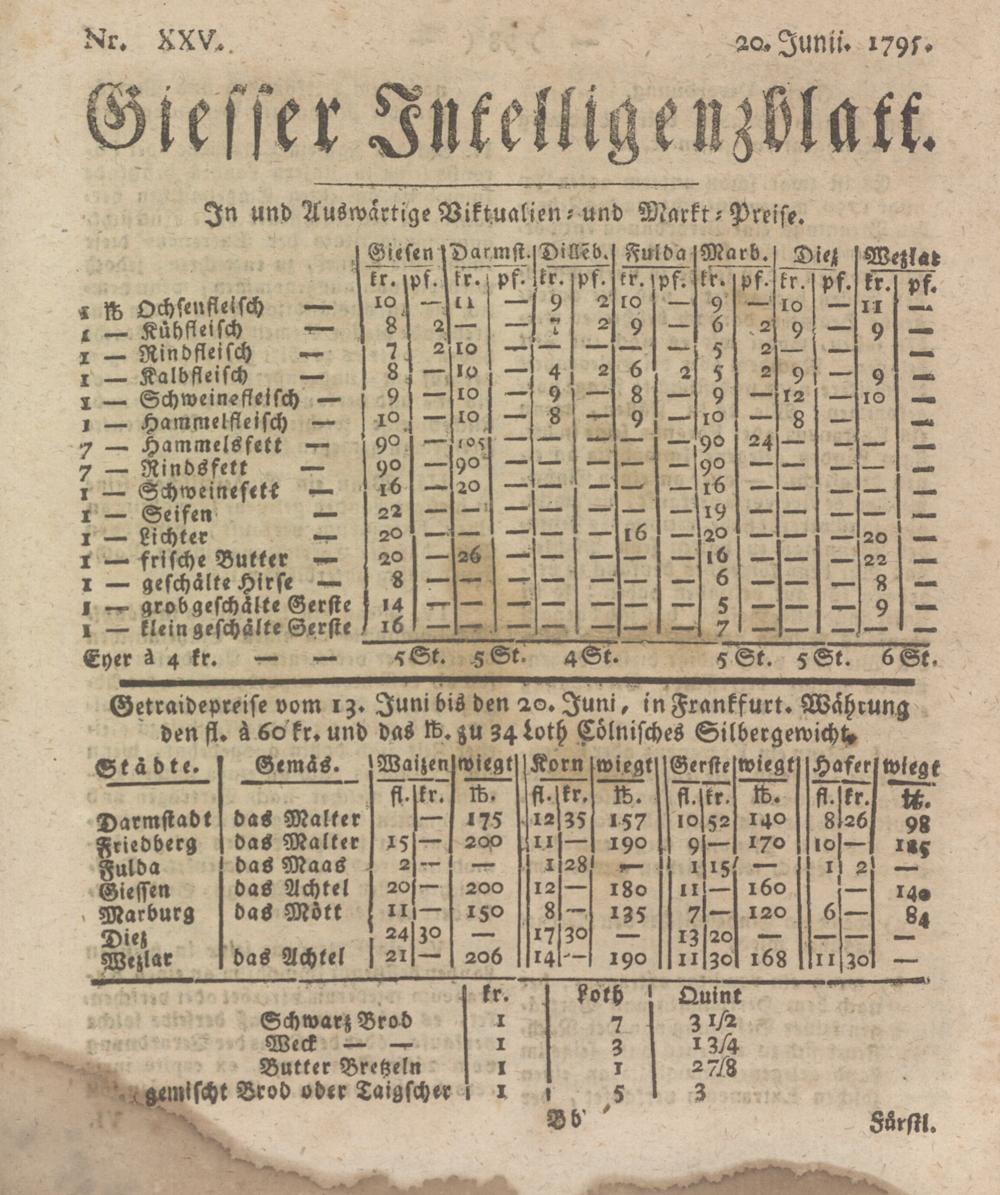 Nr. XXV. 20. Junii. 1795.
Giesser Intelligenzblatt.
In und Auswärtige Viktualien- und Markt-Preise.
Giesen Darmst. Dilleb. Fulda Marb. Diez Wezlar
kr. pf. kr. pf. kr. pf. kr. pf. kr. pf. kr. pf. kr. pf.
1 ℔ Ochsenfleisch — 10 — 11 — 9 2 10 — 9 — 10 — 11 —
1 — Kühfleisch — 8 2 — — 7 2 9 — 6 2 9 — 9 —
1 — Rindfleisch — 7 2 10 — — — — — 5 2 — — —
1 — Kalbfleisch — 8 — 10 — 4 2 6 2 5 2 9 — 9 —
1 — Schweinefleisch — 9 — 10 — 9 — 8 — 9 — 12 — 10 —
1 — Hammelfleisch — 10 — 10 — 8 — 9 — 10 — 8 — —
7 — Hammelsfett — 90 — 105 — — — — — 90 24 — — — —
7 — Rindsfett — 90 — 90 — — — — — 90 — — — — —
1 — Schweinefett — 16 — 20 — — — — — 16 — — — — —
1 — Seifen — 22 — — — — — — — 19 — — — — —
1 — Lichter — 20 — — — — — 16 — 20 — — — 20 —
1 — frische Butter — 20 — 26 — — — — — 16 — — — 22 —
1 — geschälte Hirse — 8 — — — — — — — 6 — — — 8 —
1 — grob geschälte Gerste 14 — — — — — — — 5 — — — 9 —
1 — klein geschälte Gerste 16 — — — — — — — 7 — — — — —
Eyer à 4 kr. — — 5 St. 5 St. 4 St. 5 St. 5 St. 6 St.
Getraidepreise vom 13. Juni bis den 20. Juni, in Frankfurt. Währung
den fl. à 60 kr. und das ℔. zu 34 Loth Cölnisches Silbergewicht.
Städte. Gemäs. Waizen wiegt Korn wiegt Gerste wiegt Hafer wiegt
fl. kr. ℔. fl. kr. ℔. fl. kr. ℔. fl. kr. ℔.
Darmstadt das Malter — 175 12 35 157 10 52 140 8 26 98
Friedberg das Malter 15 — 200 11 — 190 9 — 170 10 — 125
Fulda das Maas 2 — — 1 28 — 1 15 — 1 2 —
Giessen das Achtel 20 — 200 12 — 180 11 — 160 140
Marburg das Mött 11 — 150 8 — 135 7 — 120 6 — 84
Diez 24 30 — 17 30 — 13 20 — — — —
Wezlar das Achtel 21 — 206 14 — 190 11 30 168 11 30 —
kr. Loth Quint
Schwarz Brod 1 7 3 1/2
Weck — — 1 3 1 3/4
Butter Bretzeln 1 1 2 7/8
gemischt Brod oder Taigscher 1 5 3
Bb Fürstl.